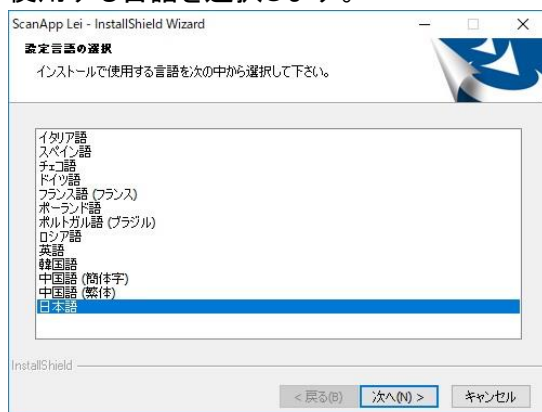 使用する言語を選択します。
ScanApp Lei - InstallShield Wizard
設定言語の選択
インストールで使用する言語を次の中から選択して下さい。
イタリア語
スペイン語
チェコ語
ドイツ語
フランス語 (フランス)
ポーランド語
ポルトガル語 (ブラジル)
ロシア語
英語
韓国語
中国語 (簡体字)
中国語 (繁体)
日本語
InstallShield
< 戻る(B) 次へ(N) > キャンセル